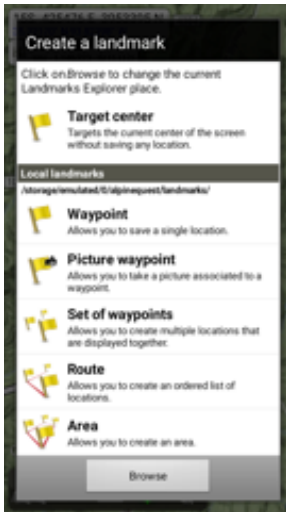 Create a landmark
Click on Browse to change the current
Landmarks Explorer place.
Target center
Targets the current center of the screen
without saving any location.
Local landmarks
/storage/emulated/0/alpinequest/landmarks/
Waypoint
Allows you to save a single location.
Picture waypoint
Allows you to take a picture associated to a
waypoint.
Set of waypoints
Allows you to create multiple locations that
are displayed together.
Route
Allows you to create an ordered list of
locations.
Area
Allows you to create an area.
Browse